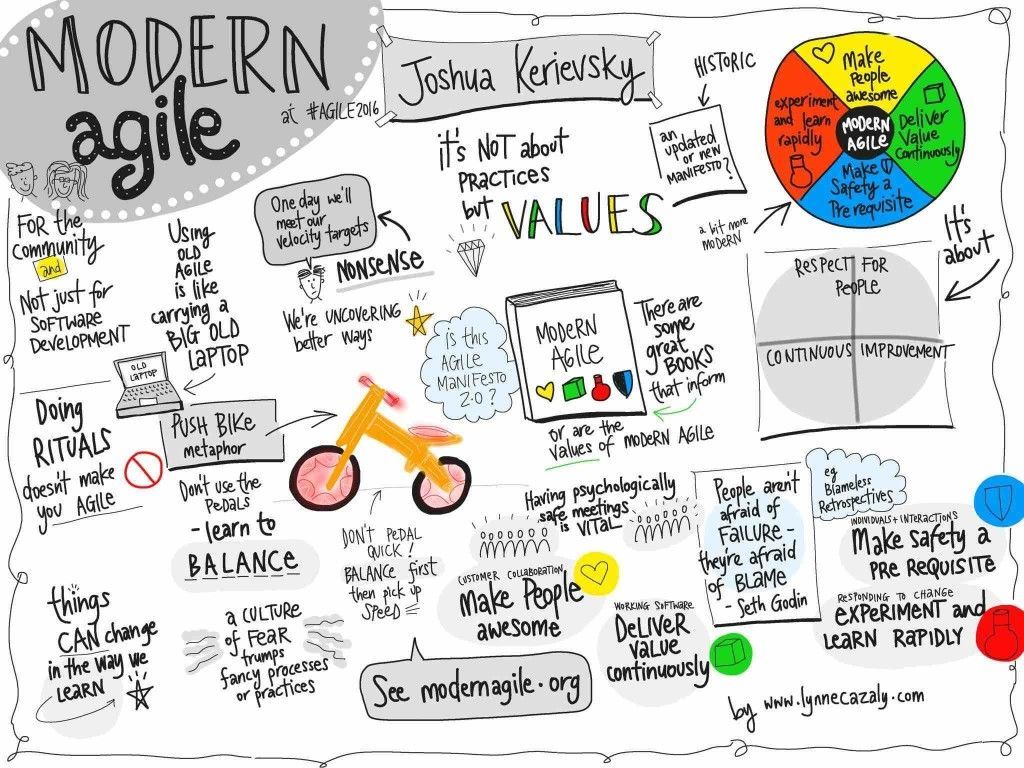 MODERN
agile
at #AGILE2016
Joshua Kerievsky
HISTORIC
an
updated
or new
MANIFESTO?
it's NOT about
PRACTICES
but VALUES
a bit more
MODERN
Make
People
awesome
experiment
and learn
rapidly
MODERN
AGILE
Deliver
Value
Continuously
Make
Safety a
Pre requisite
it's
about
RESPECT FOR
PEOPLE
CONTINUOUS IMPROVEMENT
FOR the
community
and
Not just for
SOFTWARE
DEVELOPMENT
Using
OLD
AGILE
is like
carrying a
BIG OLD
LAPTOP
OLD
LAPTOP
One day we'll
meet our
velocity targets
NONSENSE
We're UNCOVERING
better ways
is this
AGILE
MANIFESTO
2.0?
MODERN
AGILE
There are
some
great
BOOKS
that inform
or are the
values of MODERN AGILE
Doing
RITUALS
doesn't make
you AGILE
PUSH BIKE
metaphor
Don't use the
PEDALS
- learn to
BALANCE
DON'T PEDAL
QUICK!
BALANCE first
then pick up
SPEED
Having psychologically
safe meetings
is VITAL
People aren't
afraid of
FAILURE -
they're afraid
of BLAME
- Seth Godin
eg
Blameless
Retrospectives
INDIVIDUALS + INTERACTIONS
Make Safety a
PRE REQUISITE
CUSTOMER COLLABORATION
Make People
awesome
WORKING SOFTWARE
DELIVER
value
continuously
RESPONDING TO CHANGE
EXPERIMENT and
LEARN RAPIDLY
things
CAN change
in the way we
LEARN
a CULTURE
of FEAR
trumps
fancy processes
or practices
See modernagile.org
by www.lynnecazaly.com